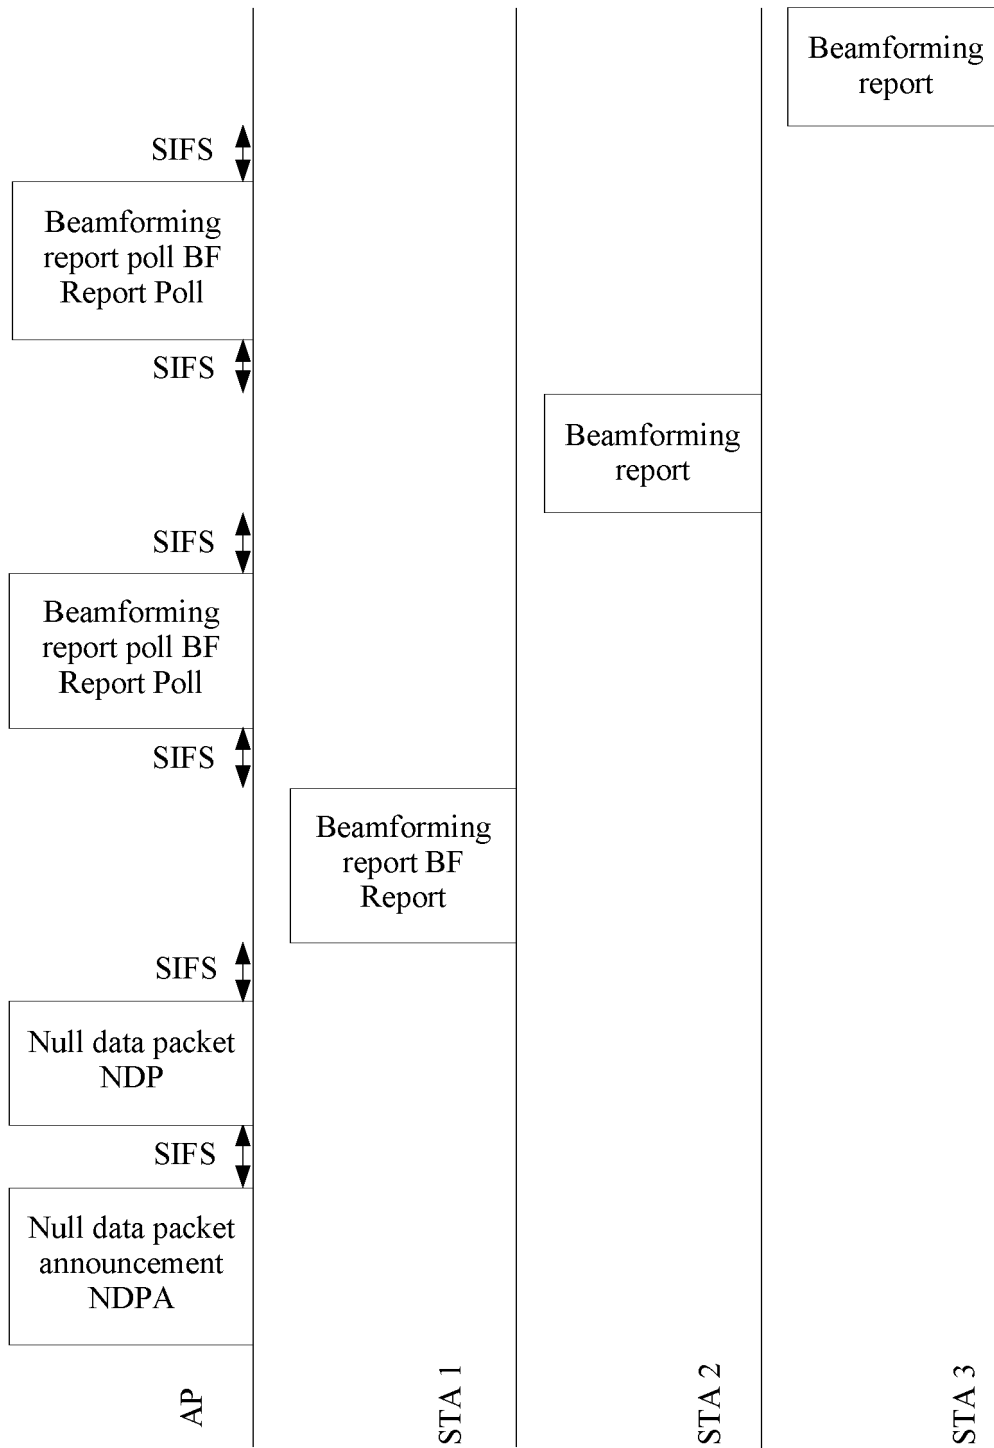 Beamforming
report
SIFS
Beamforming
report poll BF
Report Poll
SIFS
Beamforming
report
SIFS
Beamforming
report poll BF
Report Poll
SIFS
Beamforming
report BF
Report
SIFS
Null data packet
NDP
SIFS
Null data packet
announcement
NDPA
AP
STA 1
STA 2
STA 3